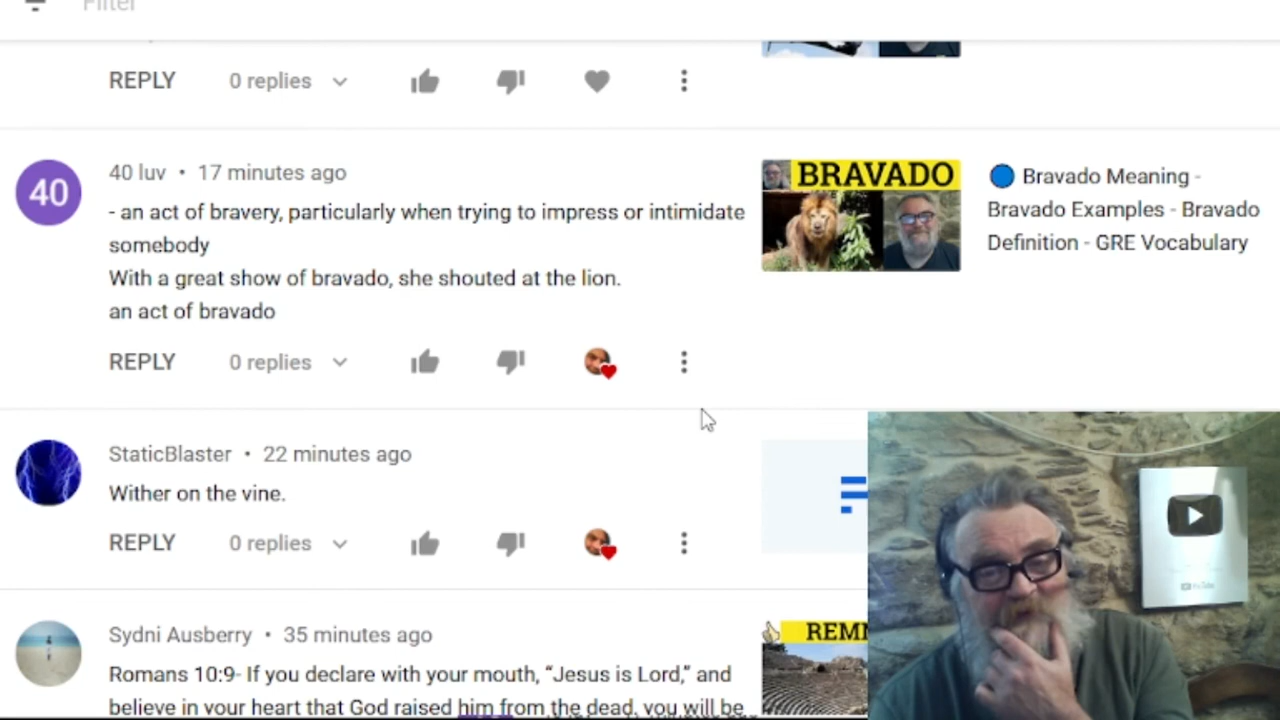 Filter
REPLY 0 replies
40 luv • 17 minutes ago
40
- an act of bravery, particularly when trying to impress or intimidate
somebody
With a great show of bravado, she shouted at the lion.
an act of bravado
REPLY 0 replies
BRAVADO
Bravado Meaning -
Bravado Examples - Bravado
Definition - GRE Vocabulary
StaticBlaster • 22 minutes ago
Wither on the vine.
REPLY 0 replies
Sydni Ausberry • 35 minutes ago
Romans 10:9- If you declare with your mouth, “Jesus is Lord,” and
believe in your heart that God raised him from the dead, you will be
YouTube